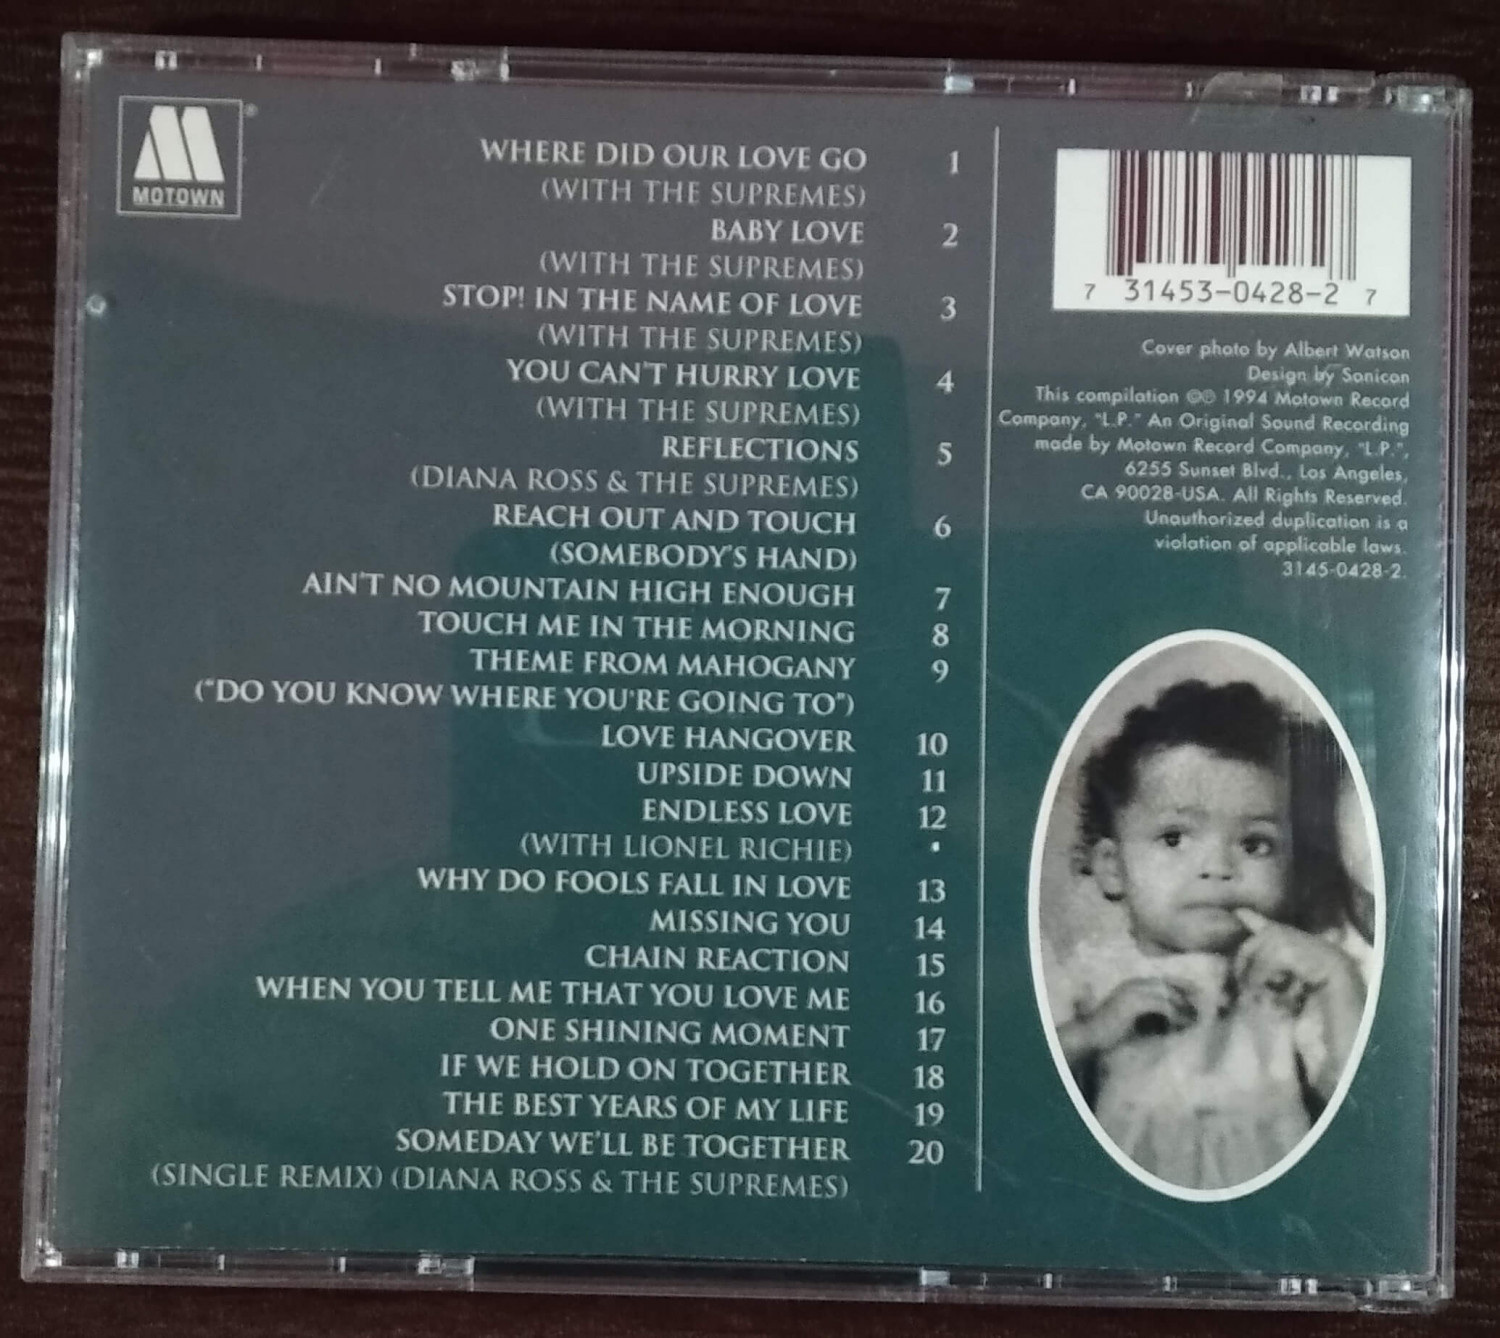 MOTOWN
®
WHERE DID OUR LOVE GO 1
(WITH THE SUPREMES)
BABY LOVE 2
(WITH THE SUPREMES)
STOP! IN THE NAME OF LOVE 3
(WITH THE SUPREMES)
YOU CAN'T HURRY LOVE 4
(WITH THE SUPREMES)
REFLECTIONS 5
(DIANA ROSS & THE SUPREMES)
REACH OUT AND TOUCH 6
(SOMEBODY'S HAND)
AIN'T NO MOUNTAIN HIGH ENOUGH 7
TOUCH ME IN THE MORNING 8
THEME FROM MAHOGANY 9
("DO YOU KNOW WHERE YOU'RE GOING TO")
LOVE HANGOVER 10
UPSIDE DOWN 11
ENDLESS LOVE 12
(WITH LIONEL RICHIE)
WHY DO FOOLS FALL IN LOVE 13
MISSING YOU 14
CHAIN REACTION 15
WHEN YOU TELL ME THAT YOU LOVE ME 16
ONE SHINING MOMENT 17
IF WE HOLD ON TOGETHER 18
THE BEST YEARS OF MY LIFE 19
SOMEDAY WE'LL BE TOGETHER 20
(SINGLE REMIX) (DIANA ROSS & THE SUPREMES)
7 31453-0428-2 7
Cover photo by Albert Watson
Design by Sonicon
This compilation ©℗ 1994 Motown Record
Company, "L.P." An Original Sound Recording
made by Motown Record Company, "L.P.",
6255 Sunset Blvd., Los Angeles,
CA 90028-USA. All Rights Reserved.
Unauthorized duplication is a
violation of applicable laws.
3145-0428-2.